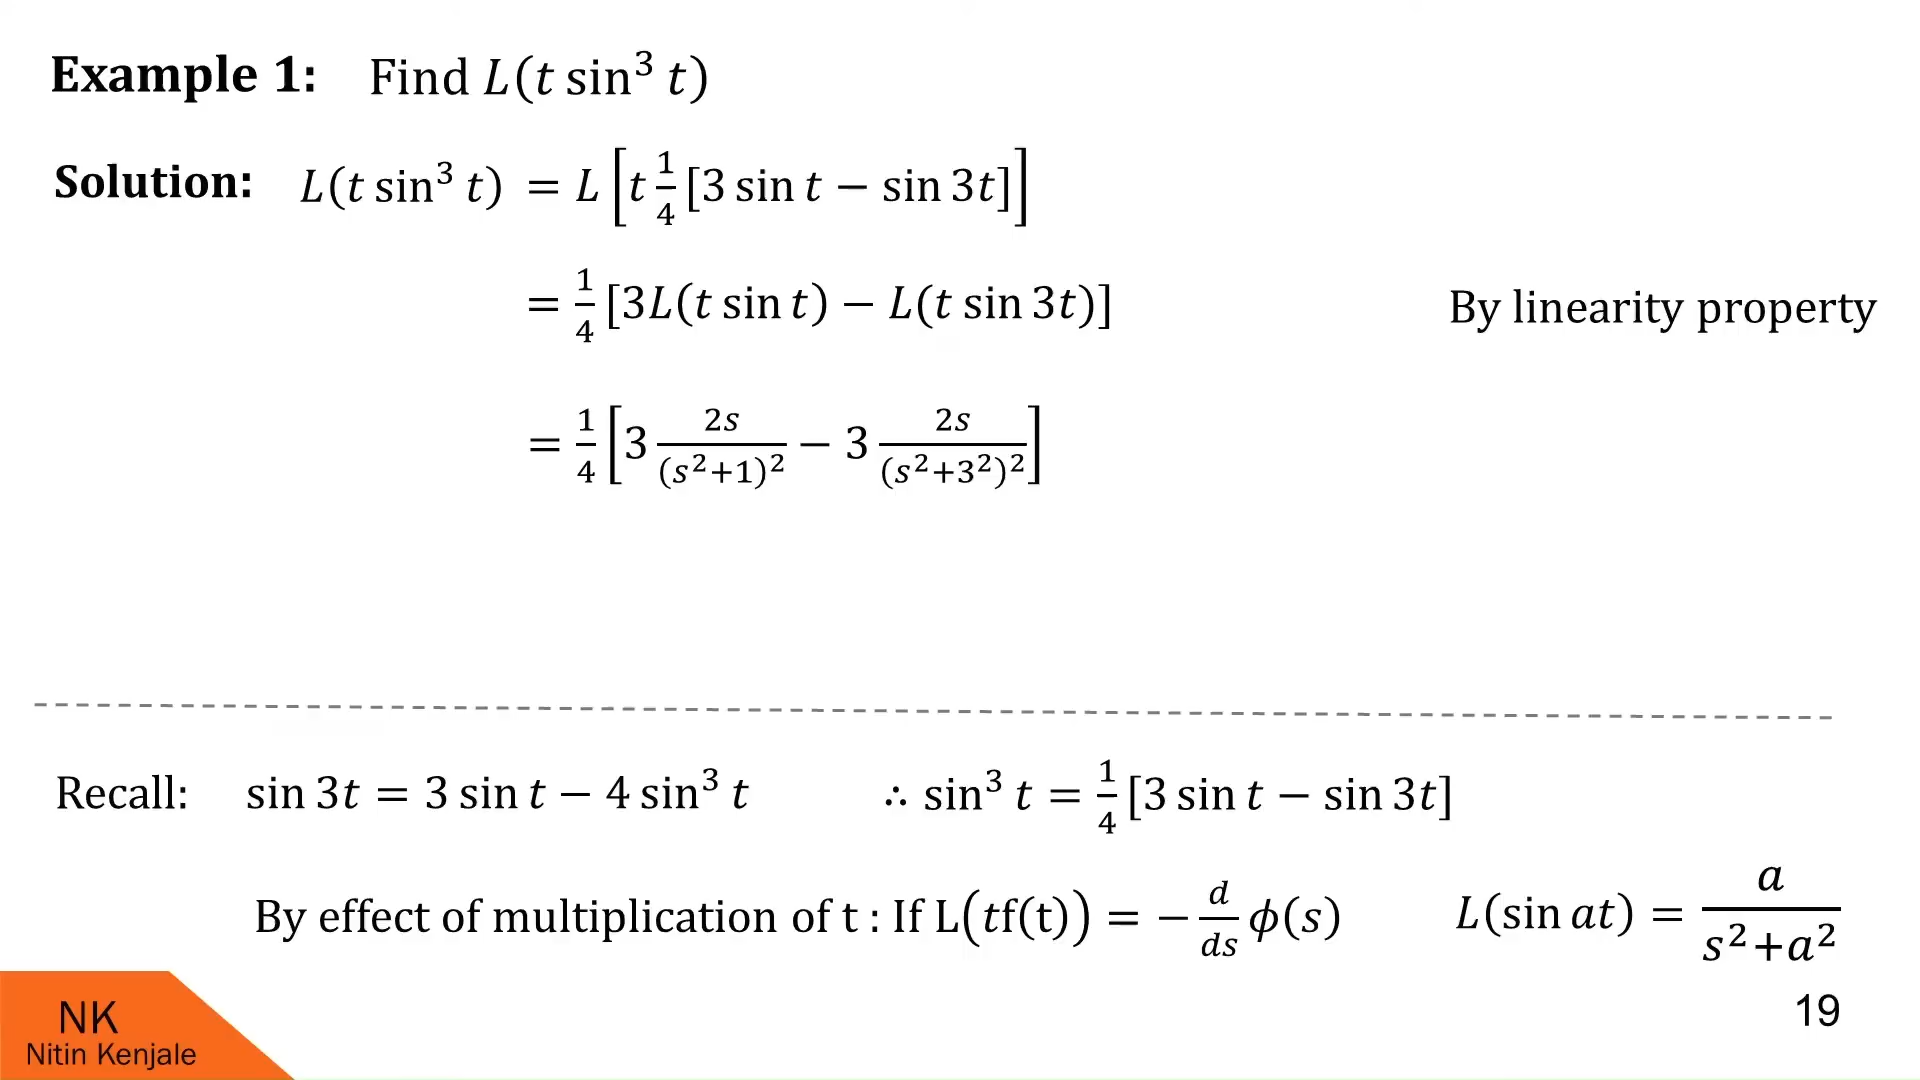 Example 1: Find L(t sin³ t)
Solution: L(t sin³ t) = L[t 1/4 [3 sin t − sin 3t]]
= 1/4 [3L(t sin t) − L(t sin 3t)] By linearity property
= 1/4 [3 2s/(s²+1)² − 3 2s/(s²+3²)²]
Recall: sin 3t = 3 sin t − 4 sin³ t ∴ sin³ t = 1/4 [3 sin t − sin 3t]
By effect of multiplication of t : If L(tf(t)) = − d/ds ϕ(s) L(sin at) = a/(s²+a²)
NK
Nitin Kenjale
19